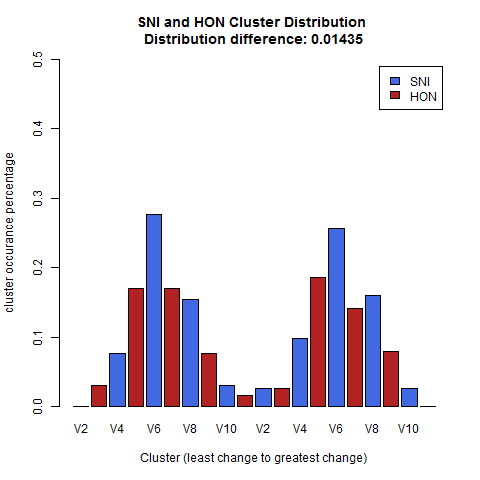 SNI and HON Cluster Distribution
Distribution difference: 0.01435
SNI
HON
cluster occurance percentage
0.5
0.4
0.3
0.2
0.1
0.0
V2 V4 V6 V8 V10 V2 V4 V6 V8 V10
Cluster (least change to greatest change)